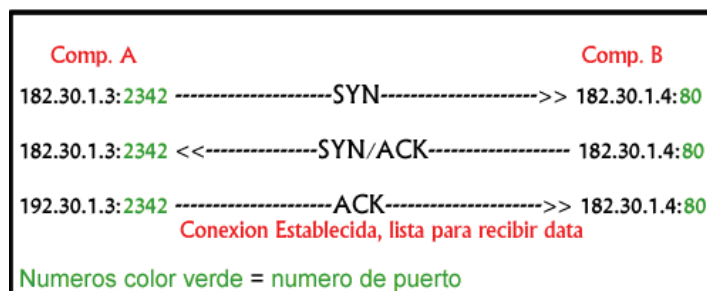 Comp. A Comp. B
182.30.1.3:2342 ----------------------SYN---------------------->> 182.30.1.4:80
182.30.1.3:2342 <<----------------SYN/ACK-------------------- 182.30.1.4:80
192.30.1.3:2342 ----------------------ACK---------------------->> 182.30.1.4:80
Conexion Establecida, lista para recibir data
Numeros color verde = numero de puerto